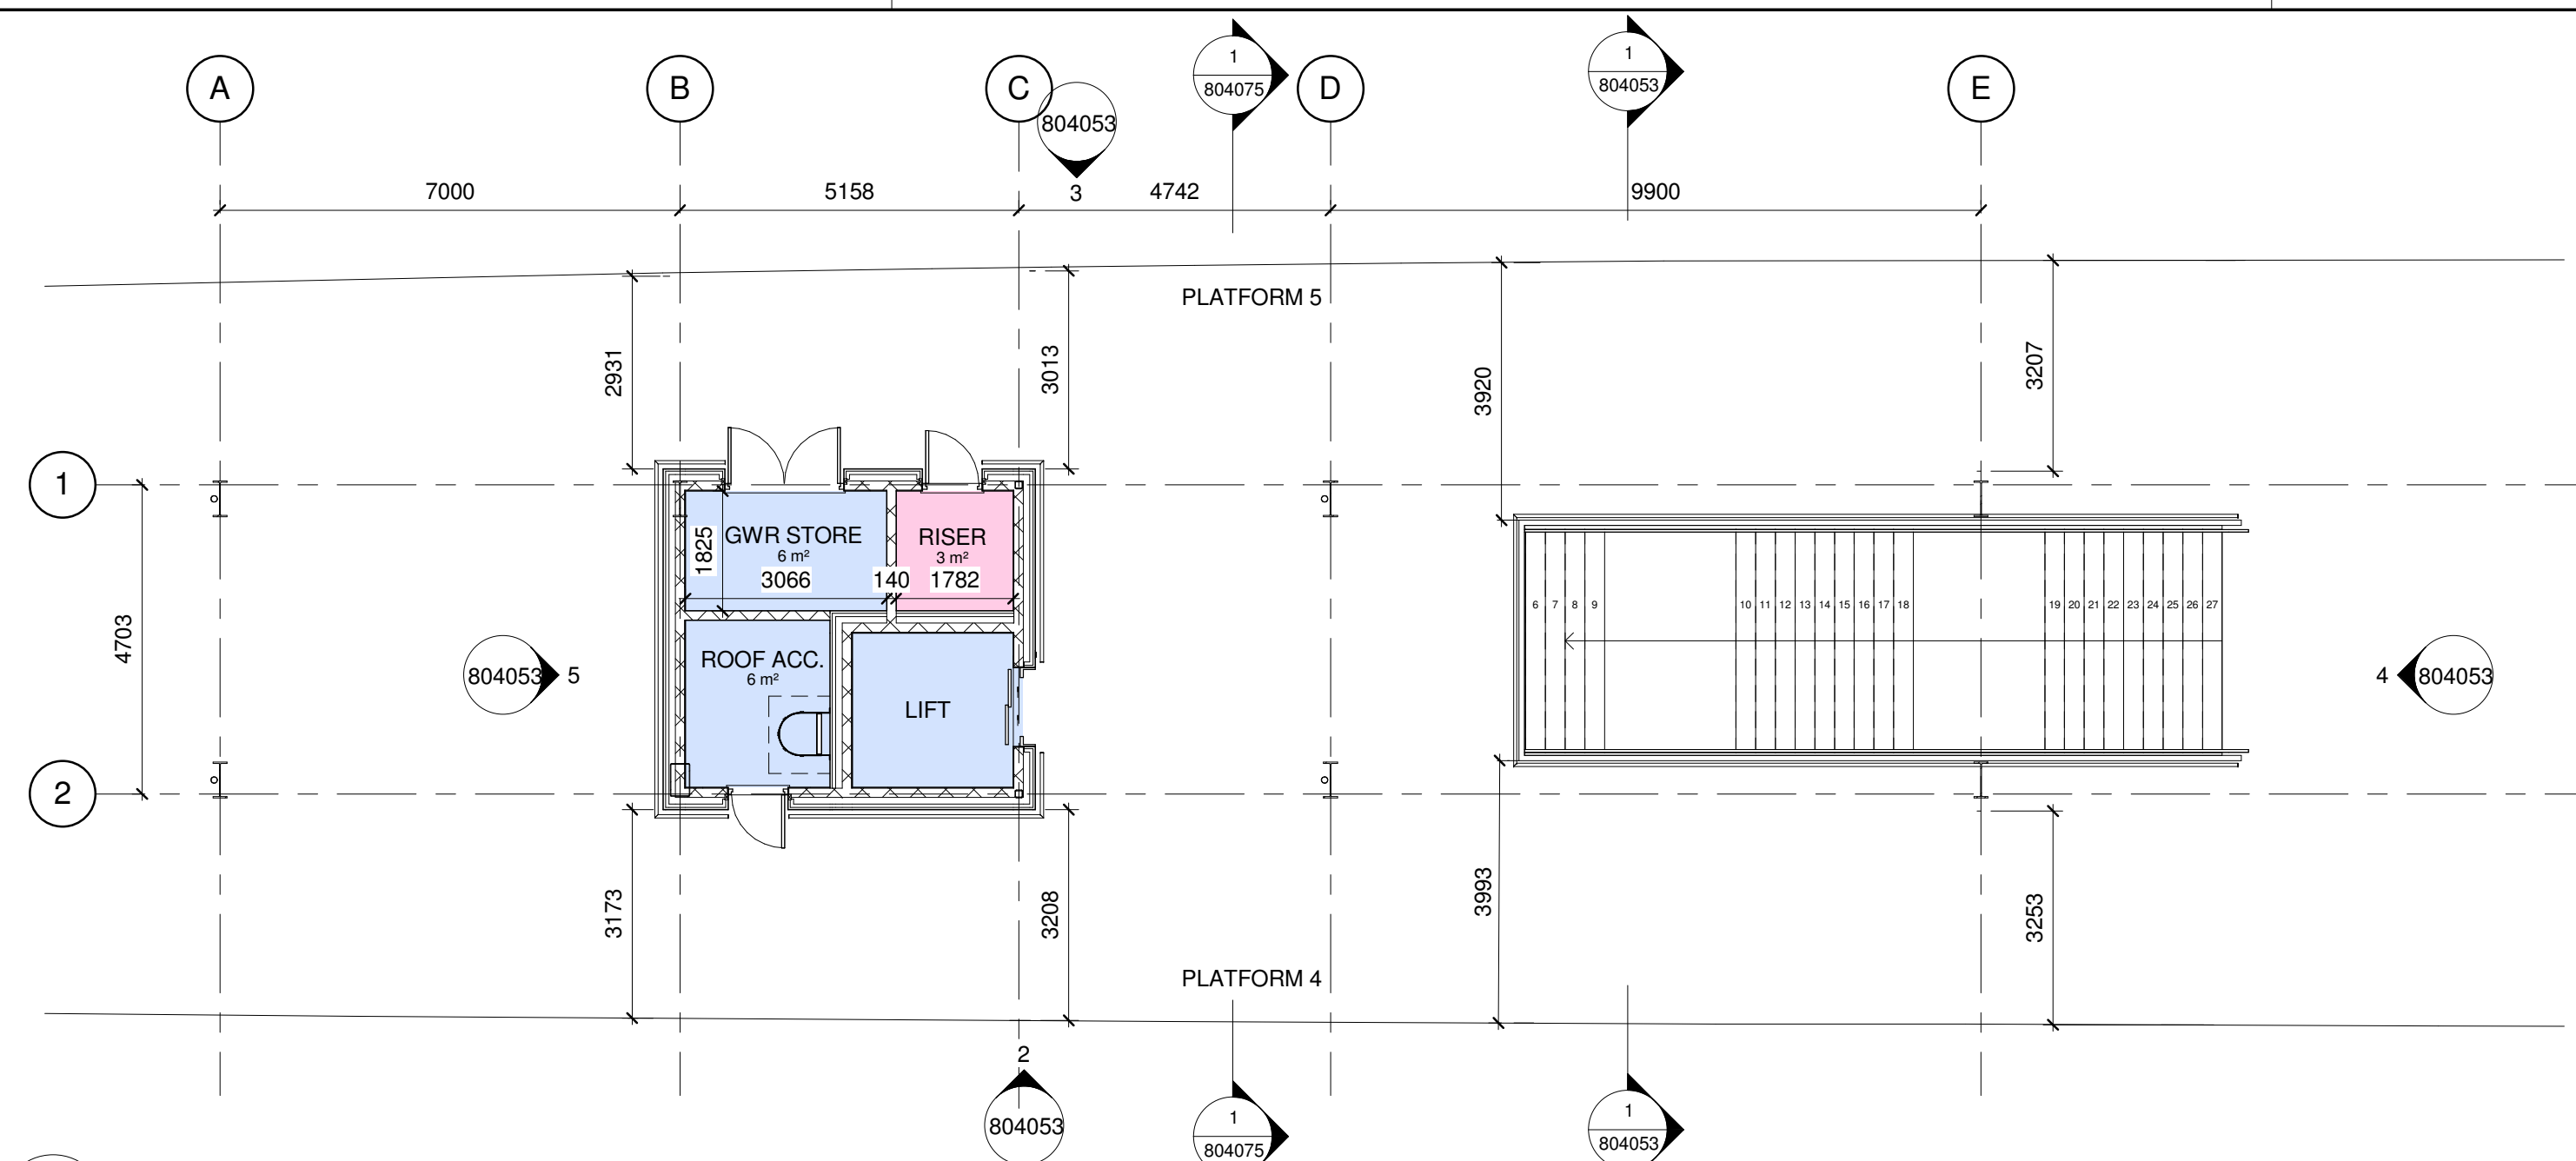 A
B
C
D
E
804053
3
1
804075
1
804053
7000
5158
4742
9900
PLATFORM 5
2931
3013
3920
3207
1
2
4703
GWR STORE
6 m²
1825
3066
140
RISER
3 m²
1782
ROOF ACC.
6 m²
LIFT
804053
5
6 7 8 9 10 11 12 13 14 15 16 17 18 19 20 21 22 23 24 25 26 27
4
804053
3173
3208
3993
3253
PLATFORM 4
2
804053
1
804075
1
804053